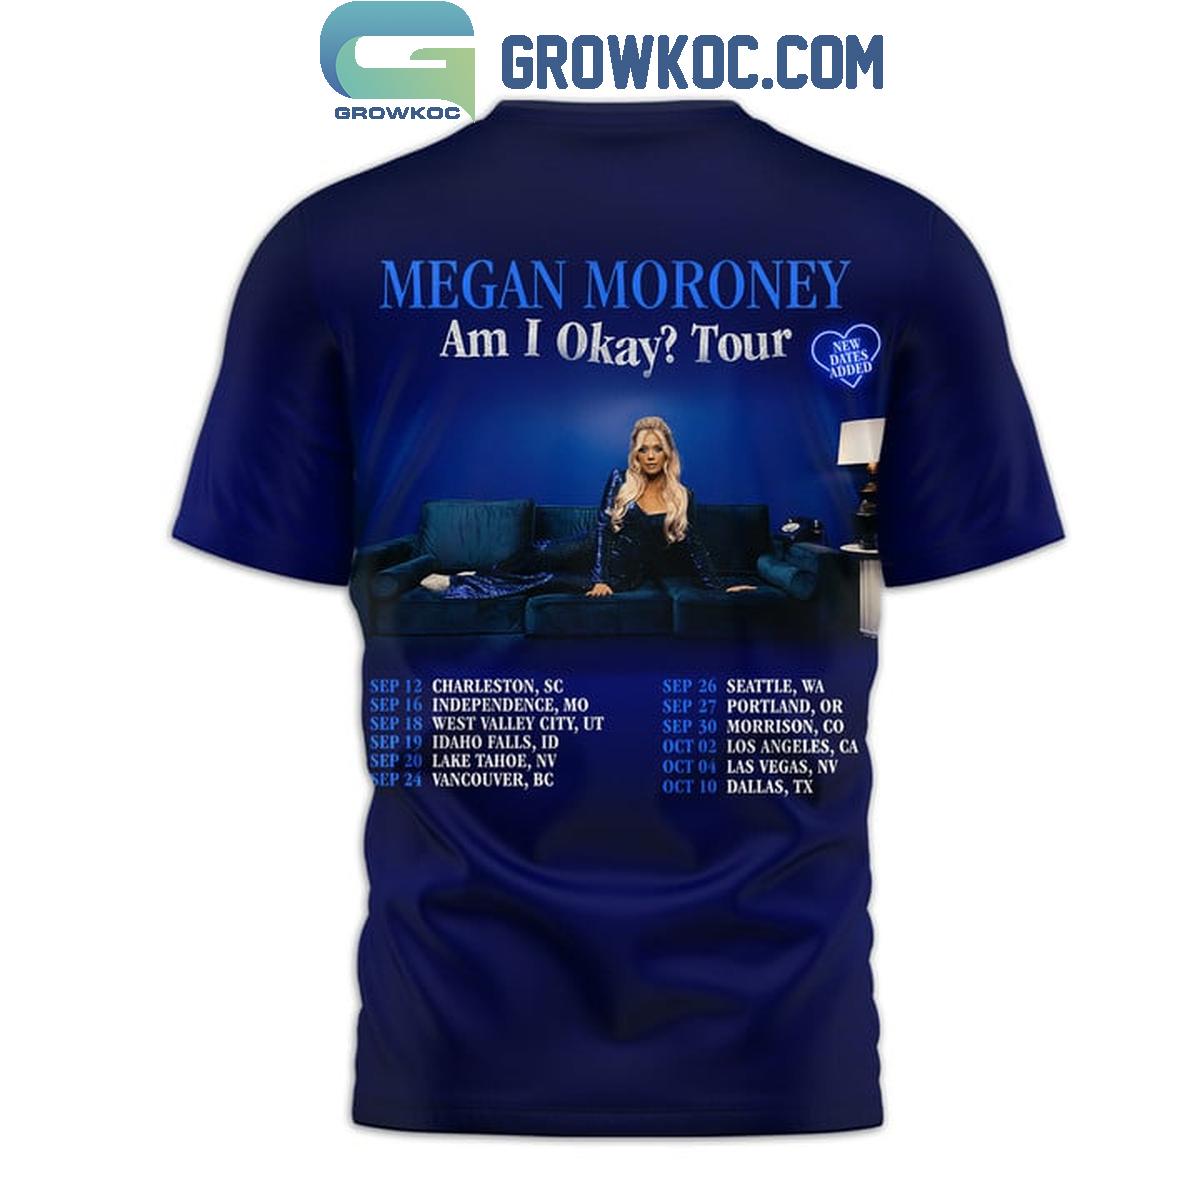 GROWKOC
GROWKOC.COM
MEGAN MORONEY
Am I Okay? Tour
NEW
DATES
ADDED
SEP 12 CHARLESTON, SC
SEP 16 INDEPENDENCE, MO
SEP 18 WEST VALLEY CITY, UT
SEP 19 IDAHO FALLS, ID
SEP 20 LAKE TAHOE, NV
SEP 24 VANCOUVER, BC
SEP 26 SEATTLE, WA
SEP 27 PORTLAND, OR
SEP 30 MORRISON, CO
OCT 02 LOS ANGELES, CA
OCT 04 LAS VEGAS, NV
OCT 10 DALLAS, TX